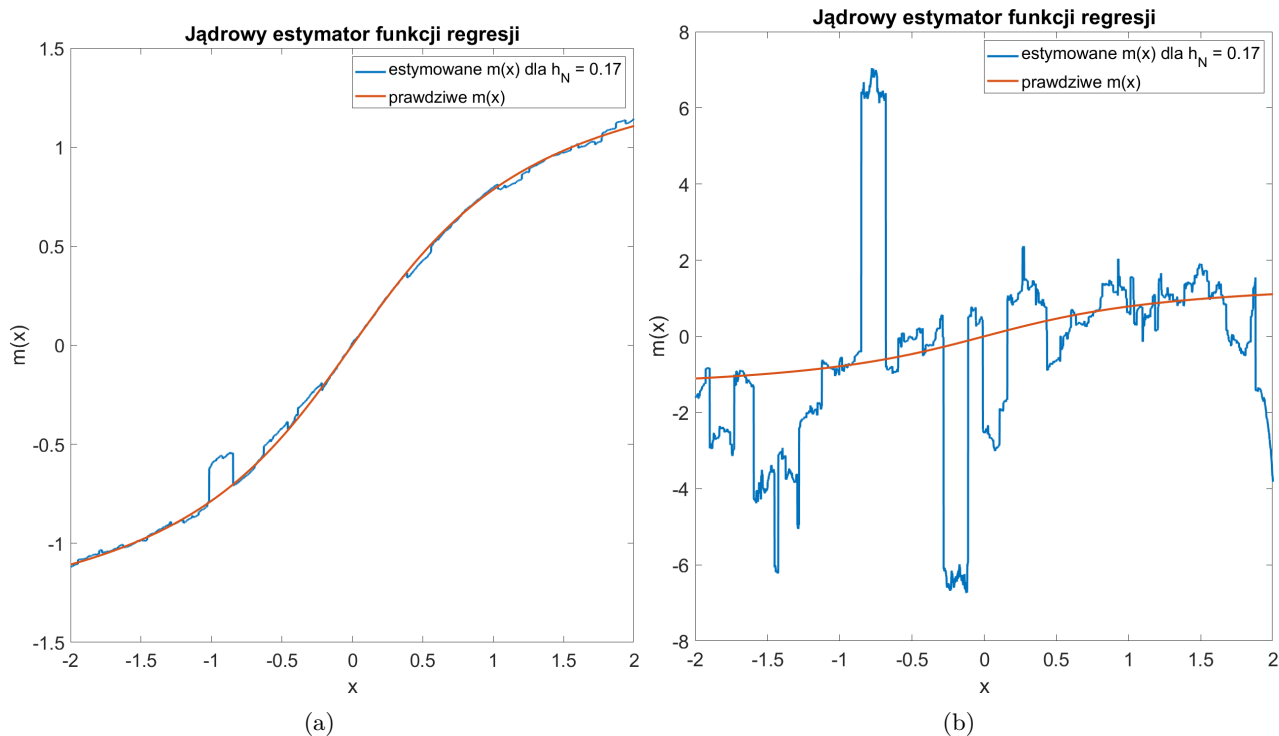 Jądrowy estymator funkcji regresji
estymowane m(x) dla h_N = 0.17
prawdziwe m(x)
1.5
1
0.5
0
-0.5
-1
-1.5
m(x)
-2 -1.5 -1 -0.5 0 0.5 1 1.5 2
x
(a)
Jądrowy estymator funkcji regresji
estymowane m(x) dla h_N = 0.17
prawdziwe m(x)
8
6
4
2
0
-2
-4
-6
-8
m(x)
-2 -1.5 -1 -0.5 0 0.5 1 1.5 2
x
(b)